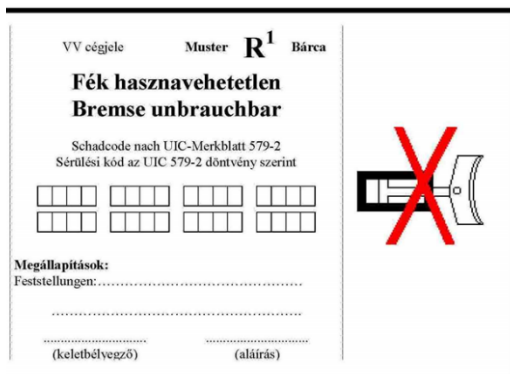 VV cégjele Muster R¹ Bárca
Fék hasznavehetetlen
Bremse unbrauchbar
Schadcode nach UIC-Merkblatt 579-2
Sérülési kód az UIC 579-2 döntvény szerint
Megállapítások:
Feststellungen:..............................................
........................................................
............................ ............................
(keletbélyegző) (aláírás)